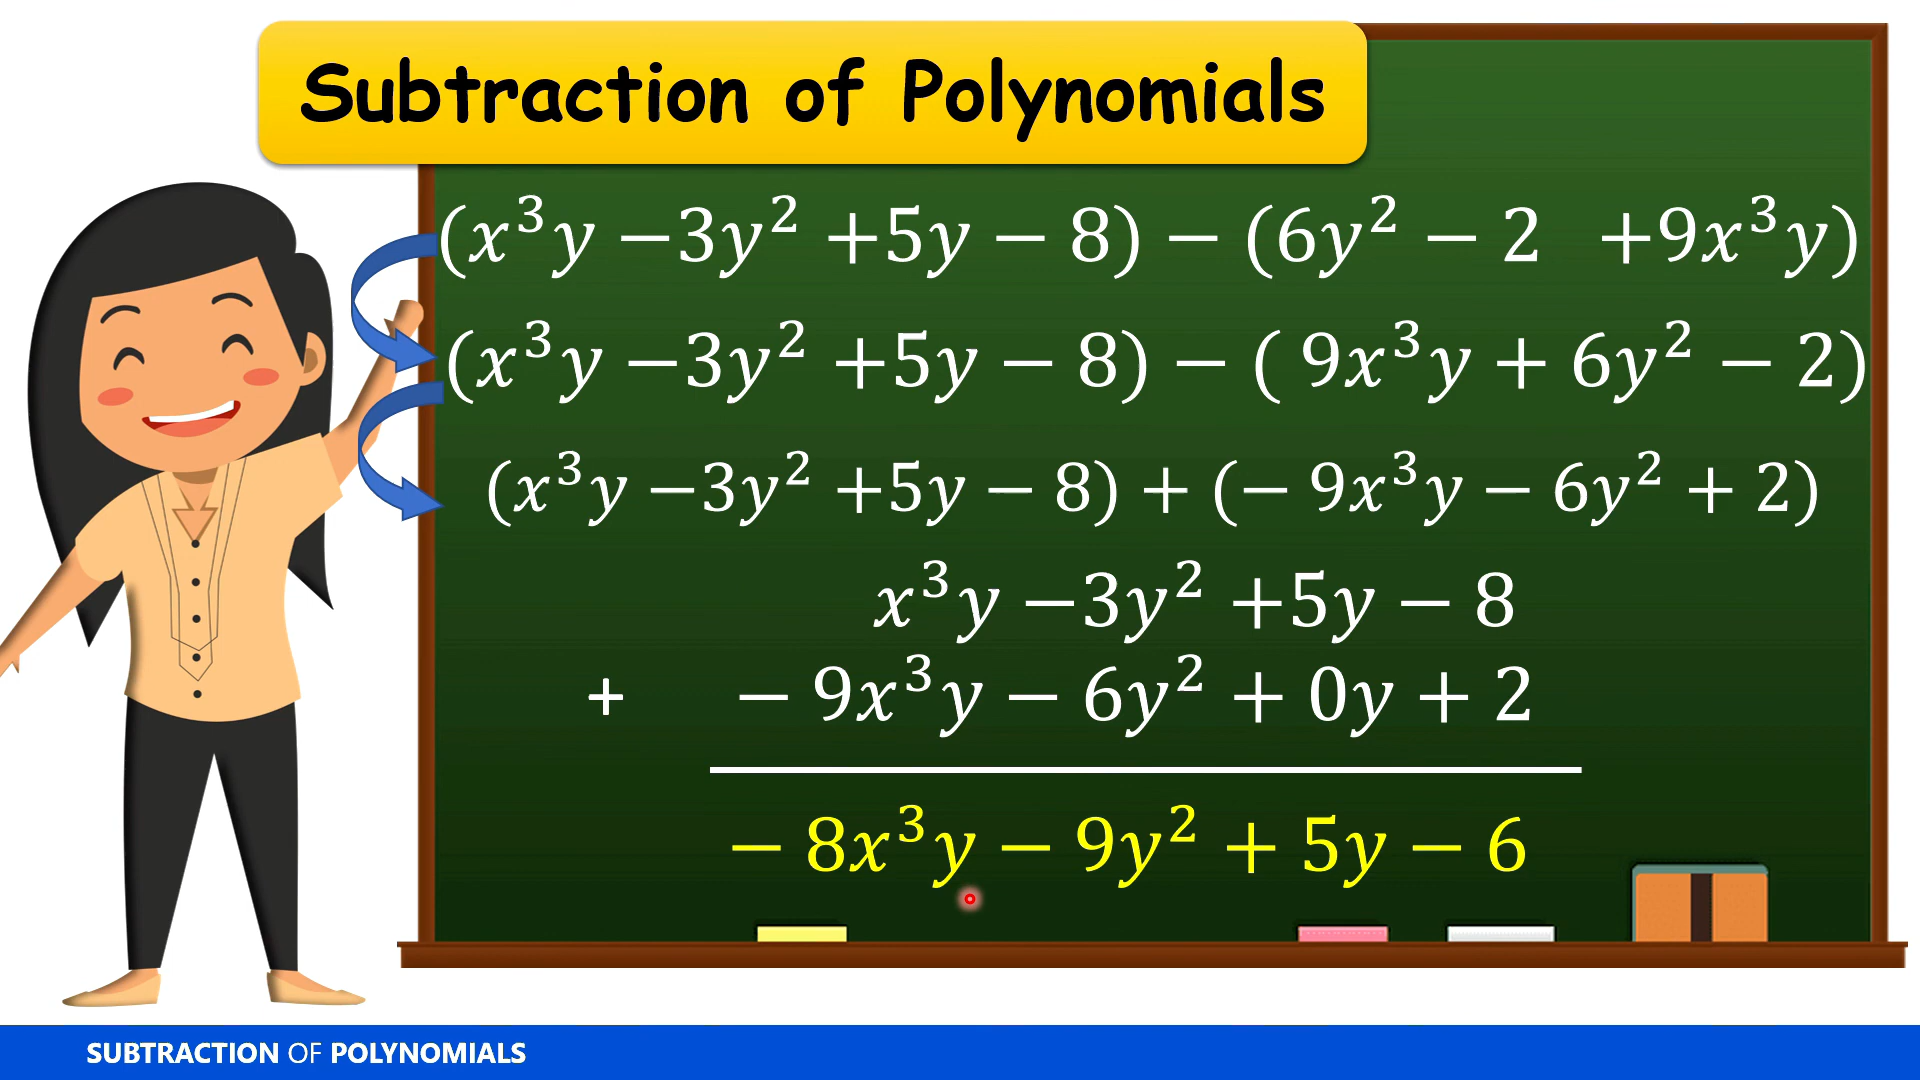 Subtraction of Polynomials
(x³y −3y² +5y − 8) − (6y² − 2 +9x³y)
(x³y −3y² +5y − 8) − ( 9x³y + 6y² − 2)
(x³y −3y² +5y − 8) + (− 9x³y − 6y² + 2)
x³y −3y² +5y − 8
+ − 9x³y − 6y² + 0y + 2
− 8x³y − 9y² + 5y − 6
SUBTRACTION OF POLYNOMIALS